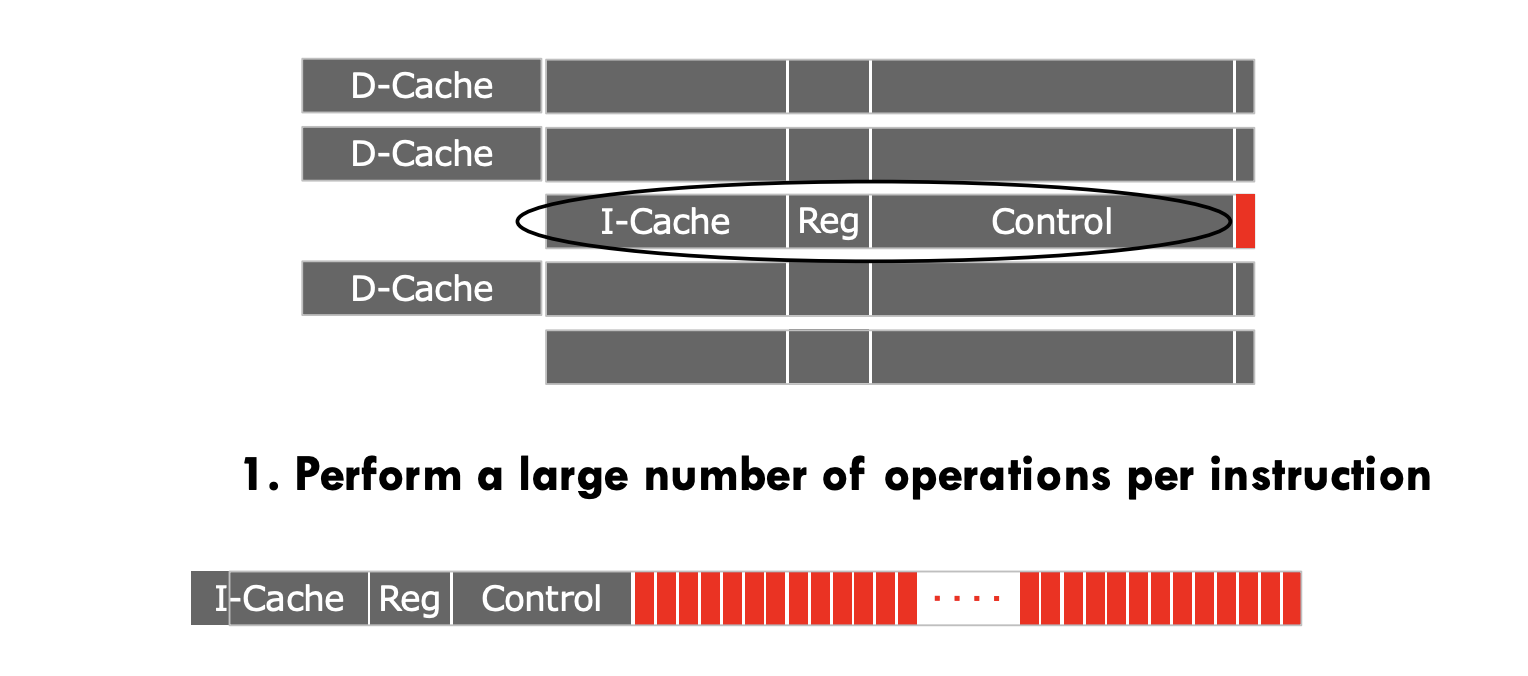 D-Cache
D-Cache
I-Cache Reg Control
D-Cache
1. Perform a large number of operations per instruction
I-Cache Reg Control ....